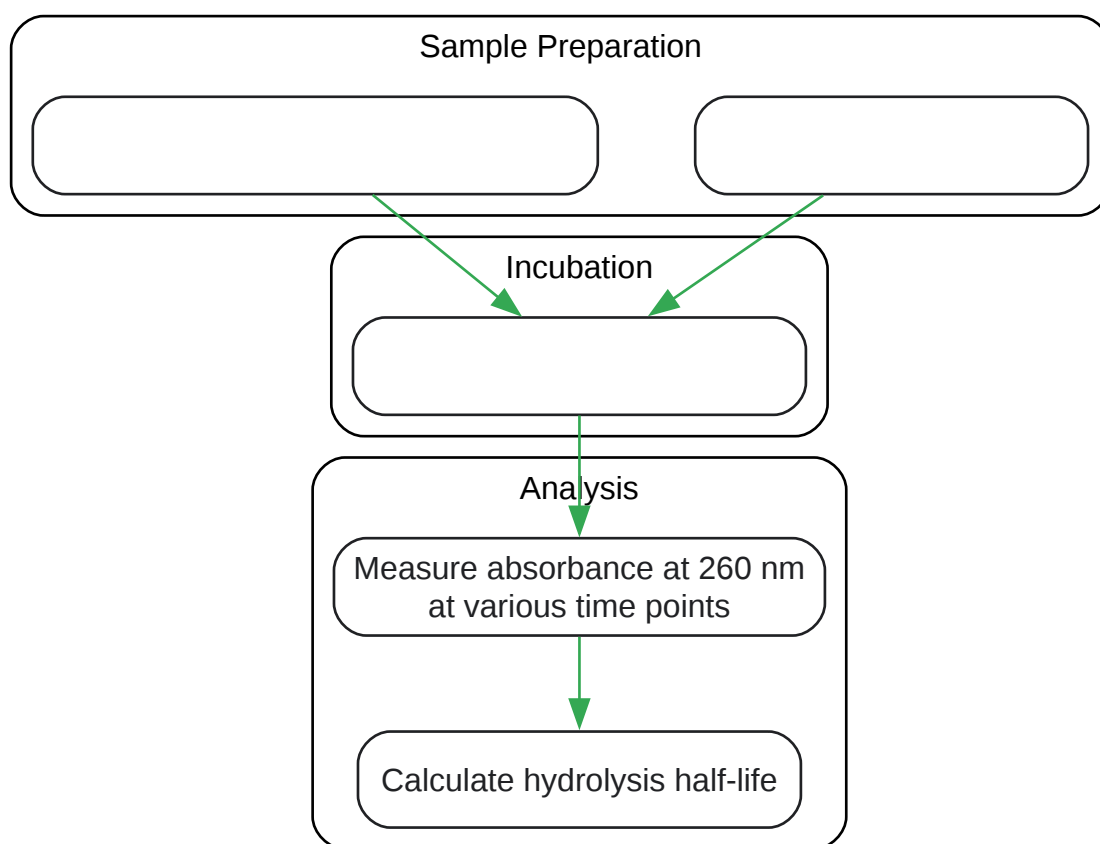 Sample Preparation
Incubation
Analysis
Measure absorbance at 260 nm
at various time points
Calculate hydrolysis half-life